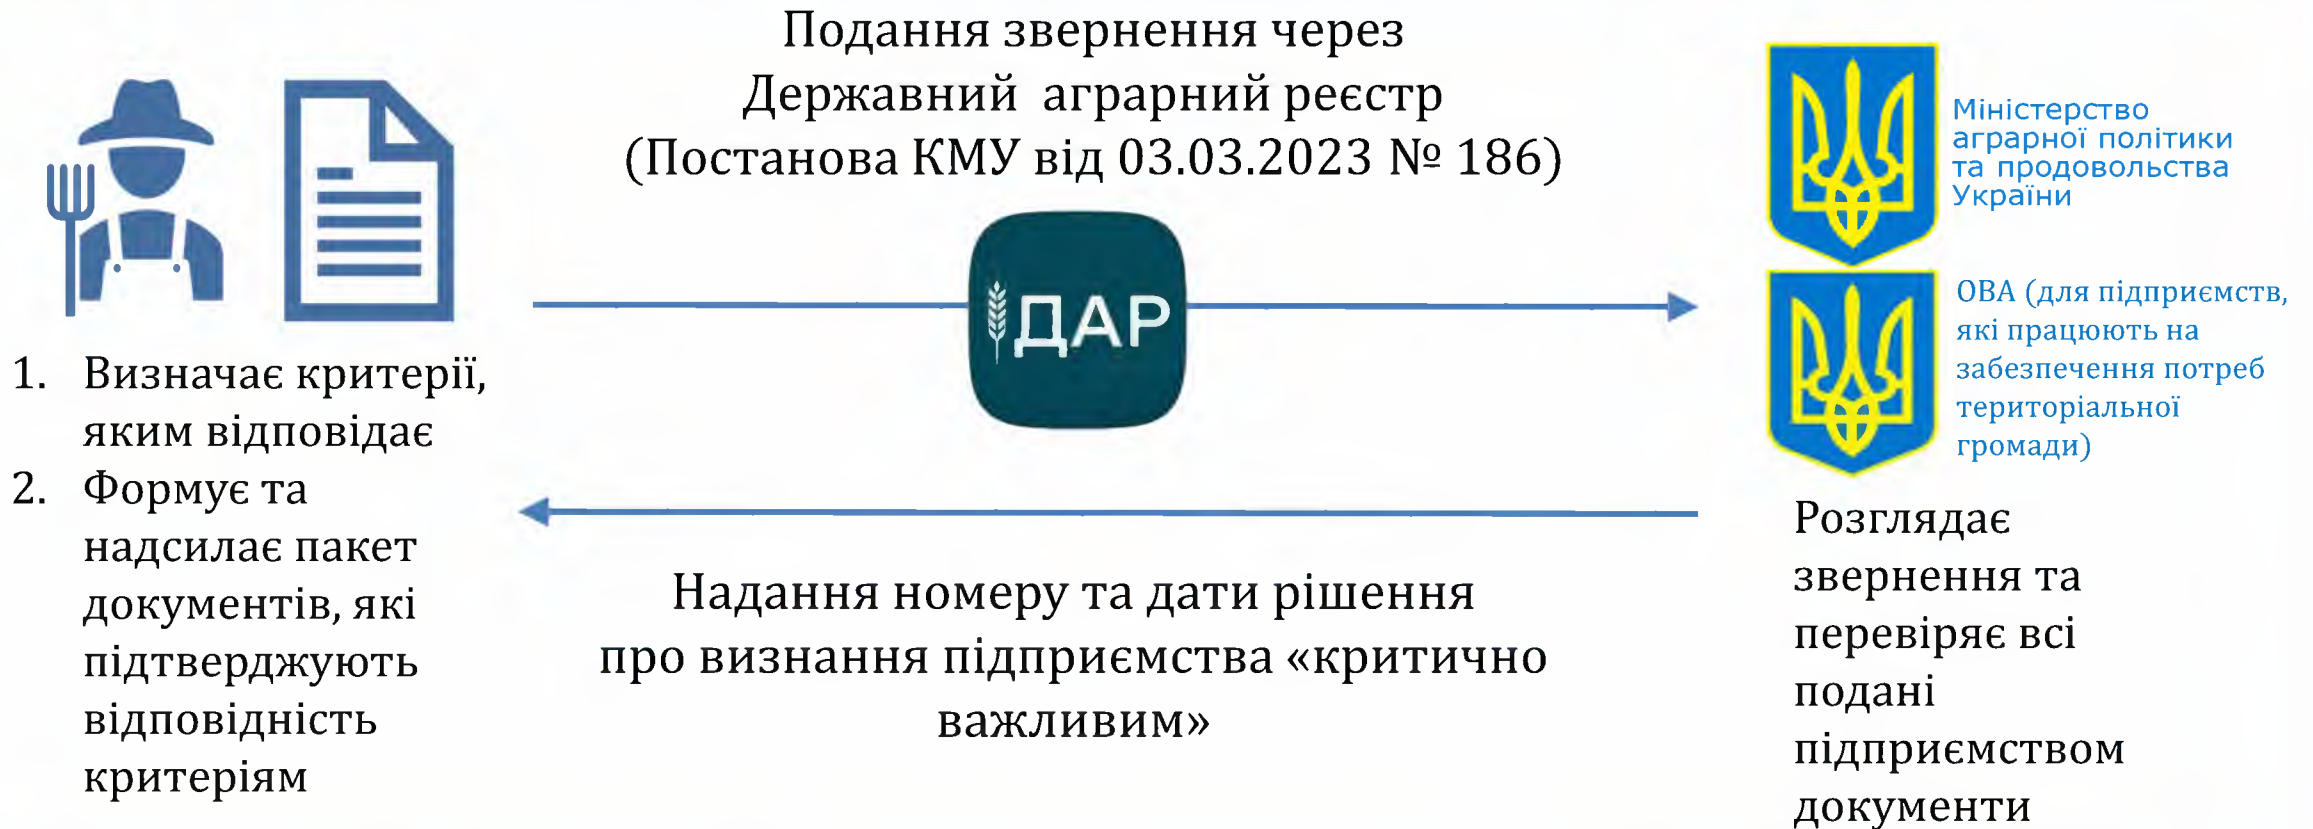 Подання звернення через
Державний аграрний реєстр
(Постанова КМУ від 03.03.2023 № 186)
ДАР
1. Визначає критерії,
яким відповідає
2. Формує та
надсилає пакет
документів, які
підтверджують
відповідність
критеріям
Надання номеру та дати рішення
про визнання підприємства «критично
важливим»
Міністерство
аграрної політики
та продовольства
України
ОВА (для підприємств,
які працюють на
забезпечення потреб
територіальної
громади)
Розглядає
звернення та
перевіряє всі
подані
підприємством
документи